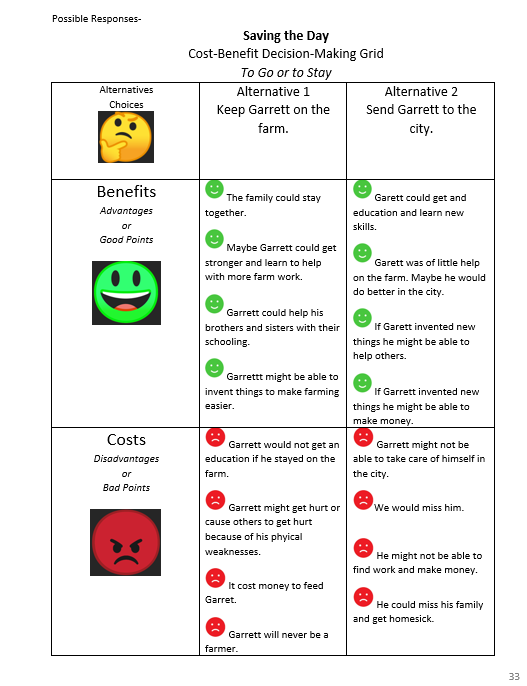 Possible Responses-
Saving the Day
Cost-Benefit Decision-Making Grid
To Go or to Stay
Alternatives
Choices
Alternative 1
Keep Garrett on the
farm.
Alternative 2
Send Garrett to the
city.
Benefits
Advantages
or
Good Points
The family could stay
together.
Maybe Garrett could get
stronger and learn to help
with more farm work.
Garrett could help his
brothers and sisters with their
schooling.
Garrettt might be able to
invent things to make farming
easier.
Garett could get and
education and learn new
skills.
Garett was of little help
on the farm. Maybe he would
do better in the city.
If Garett invented new
things he might be able to
help others.
If Garrett invented new
things he might be able to
make money.
Costs
Disadvantages
or
Bad Points
Garrett would not get an
education if he stayed on the
farm.
Garrett might get hurt or
cause others to get hurt
because of his phyical
weaknesses.
It cost money to feed
Garret.
Garrett will never be a
farmer.
Garrett might not be
able to take care of himself in
the city.
We would miss him.
He might not be able to
find work and make money.
He could miss his family
and get homesick.
33